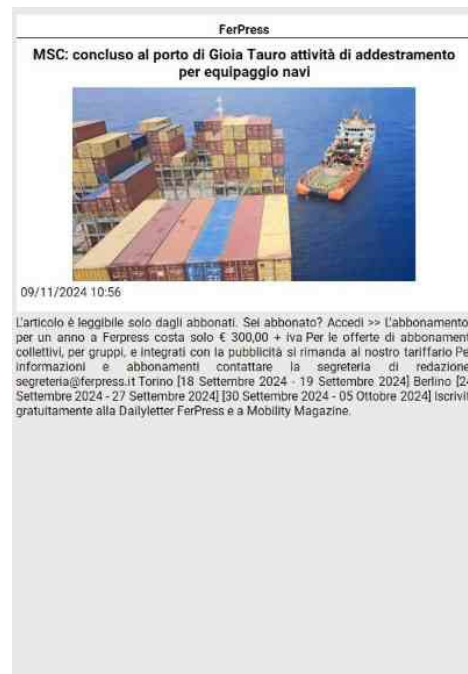 FerPress
MSC: concluso al porto di Gioia Tauro attività di addestramento
per equipaggio navi
09/11/2024 10:56
L'articolo è leggibile solo dagli abbonati. Sei abbonato? Accedi >> L'abbonamento
per un anno a Ferpress costa solo € 300,00 + iva Per le offerte di abbonament
collettivi, per gruppi, e integrati con la pubblicità si rimanda al nostro tariffario Pe
informazioni e abbonamenti contattare la segreteria di redazione
segreteria@ferpress.it Torino [18 Settembre 2024 - 19 Settembre 2024] Berlino [24
Settembre 2024 - 27 Settembre 2024] [30 Settembre 2024 - 05 Ottobre 2024] Iscrivit
gratuitamente alla Dailyletter FerPress e a Mobility Magazine.